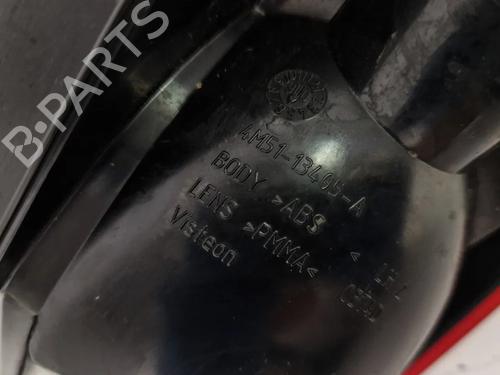 B-PARTS
4M51-13405-A
BODY >ABS <
LENS >PMMA<
Visteon